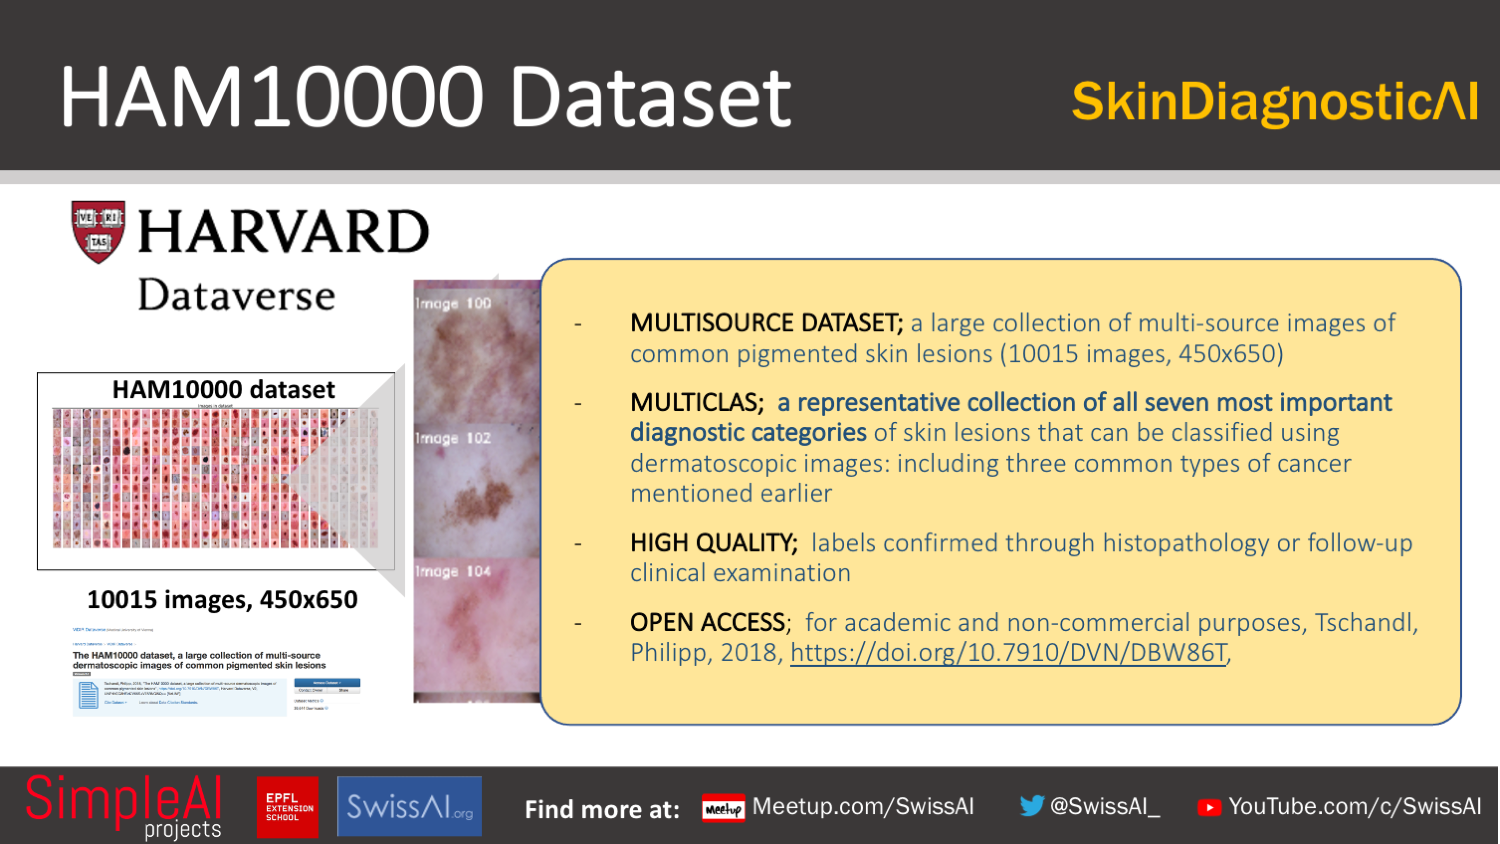 HAM10000 Dataset
SkinDiagnosticΛI
VE RI
TAS
HARVARD
Dataverse
HAM10000 dataset
Images in dataset
10015 images, 450x650
The HAM10000 dataset, a large collection of multi-source
dermatoscopic images of common pigmented skin lesions
Image 100
Image 102
Image 104
- MULTISOURCE DATASET; a large collection of multi-source images of
common pigmented skin lesions (10015 images, 450x650)
- MULTICLAS; a representative collection of all seven most important
diagnostic categories of skin lesions that can be classified using
dermatoscopic images: including three common types of cancer
mentioned earlier
- HIGH QUALITY; labels confirmed through histopathology or follow-up
clinical examination
- OPEN ACCESS; for academic and non-commercial purposes, Tschandl,
Philipp, 2018, https://doi.org/10.7910/DVN/DBW86T,
SimpleAI
projects
EPFL
EXTENSION
SCHOOL
SwissΛI.org
Find more at:
Meetup
Meetup.com/SwissAI
@SwissAI_
YouTube.com/c/SwissAI